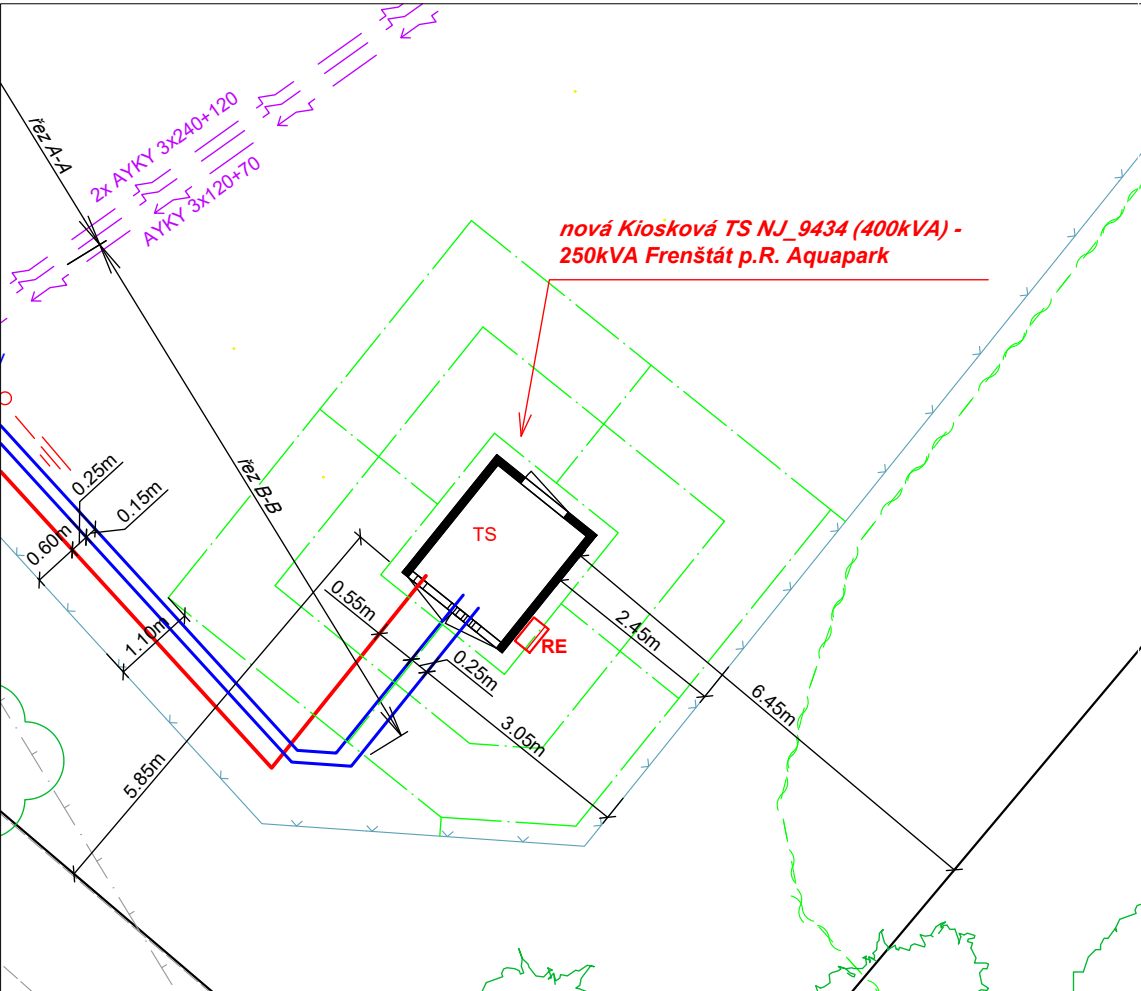 řez A-A
2x AYKY 3x240+120
AYKY 3x120+70
nová Kiosková TS NJ_9434 (400kVA) -
250kVA Frenštát p.R. Aquapark
řez B-B
0.25m
0.15m
0.60m
TS
0.55m
1.10m
RE
2.45m
0.25m
6.45m
3.05m
5.85m